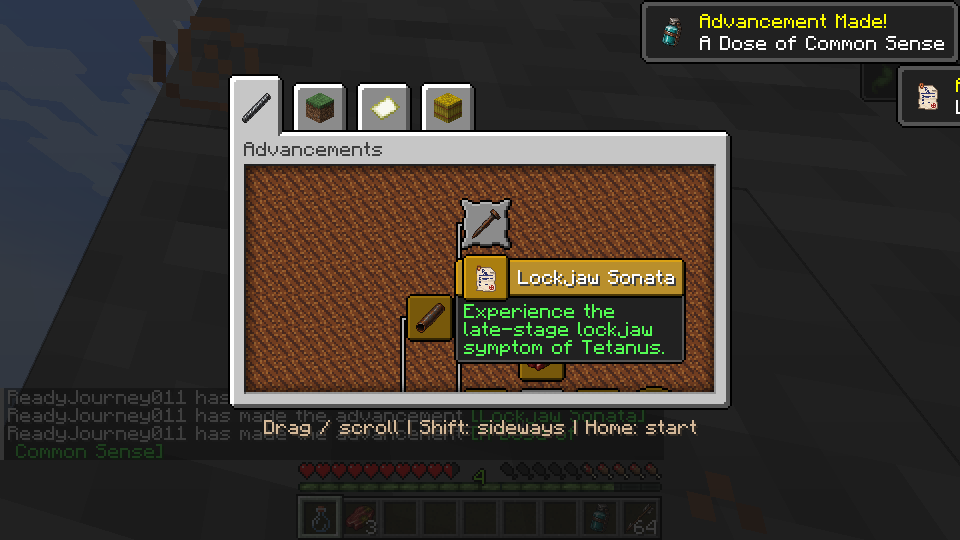 Advancement Made!
A Dose of Common Sense
Advancements
Lockjaw Sonata
Experience the
late-stage lockjaw
symptom of Tetanus.
ReadyJourney011 has
ReadyJourney011 has made the advancement [Lockjaw Sonata]
ReadyJourney011 has made the advancement [A Dose of
Common Sense]
Drag / scroll | Shift: sideways | Home: start
4
3
64